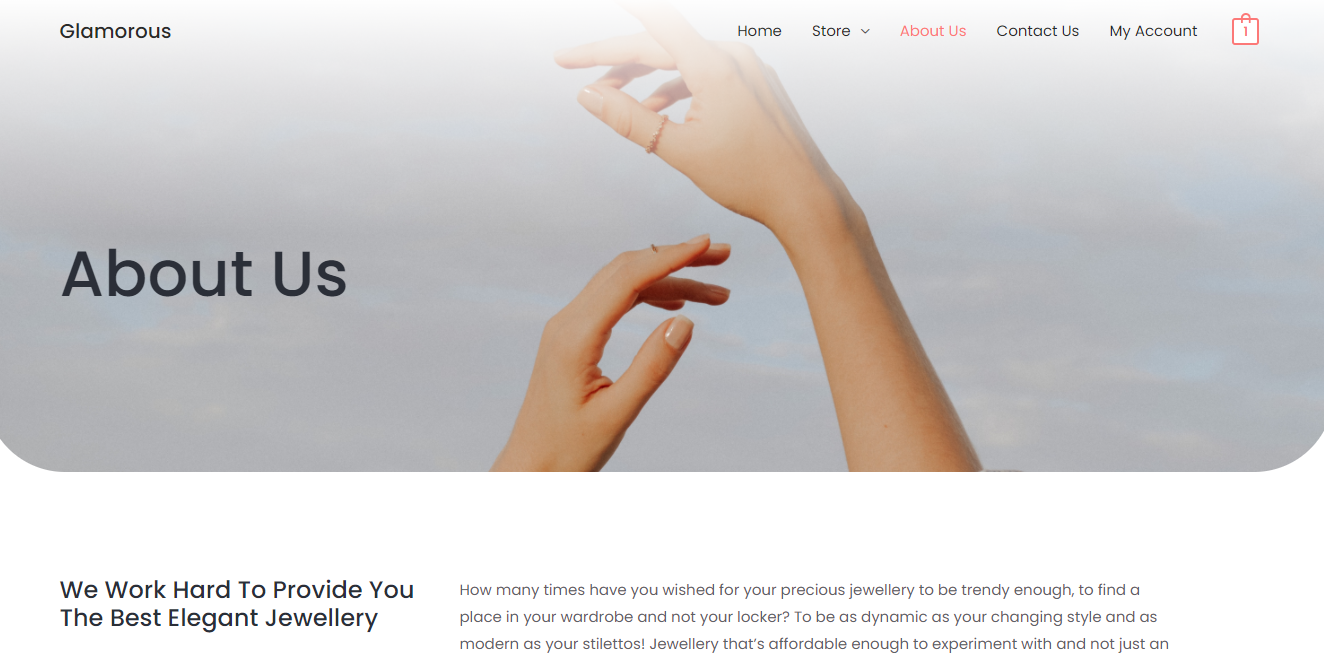 Glamorous
Home Store About Us Contact Us My Account 1
About Us
We Work Hard To Provide You
The Best Elegant Jewellery
How many times have you wished for your precious jewellery to be trendy enough, to find a
place in your wardrobe and not your locker? To be as dynamic as your changing style and as
modern as your stilettos! Jewellery that’s affordable enough to experiment with and not just an